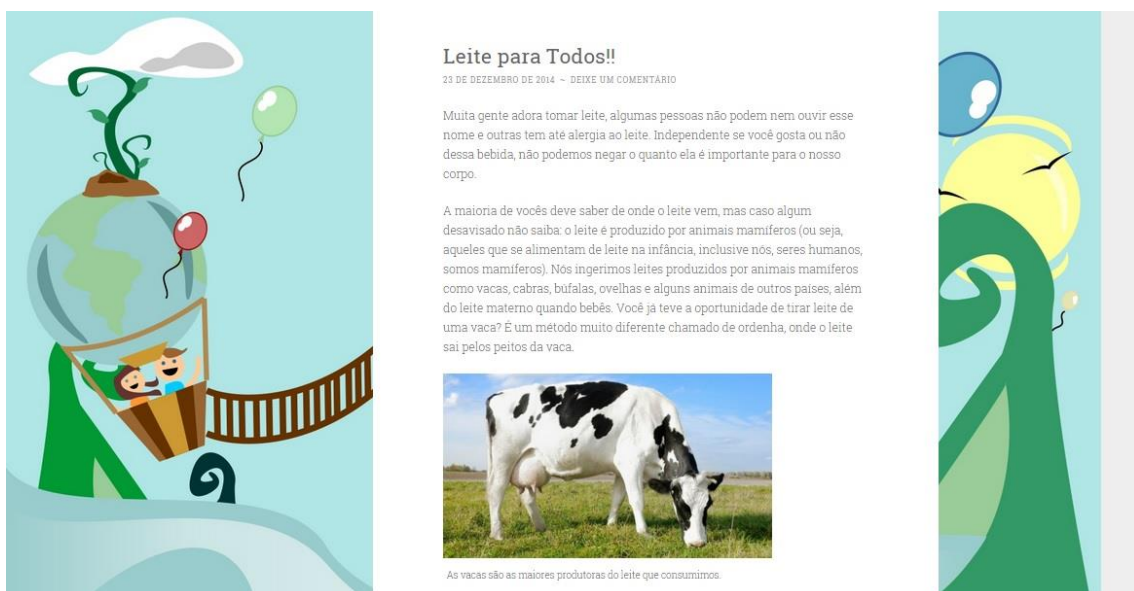 Leite para Todos!!
23 DE DEZEMBRO DE 2014 ~ DEIXE UM COMENTÁRIO
Muita gente adora tomar leite, algumas pessoas não podem nem ouvir esse
nome e outras tem até alergia ao leite. Independente se você gosta ou não
dessa bebida, não podemos negar o quanto ela é importante para o nosso
corpo.
A maioria de vocês deve saber de onde o leite vem, mas caso algum
desavisado não saiba: o leite é produzido por animais mamíferos (ou seja,
aqueles que se alimentam de leite na infância, inclusive nós, seres humanos,
somos mamíferos). Nós ingerimos leites produzidos por animais mamíferos
como vacas, cabras, búfalas, ovelhas e alguns animais de outros países, além
do leite materno quando bebês. Você já teve a oportunidade de tirar leite de
uma vaca? É um método muito diferente chamado de ordenha, onde o leite
sai pelos peitos da vaca.
As vacas são as maiores produtoras do leite que consumimos.